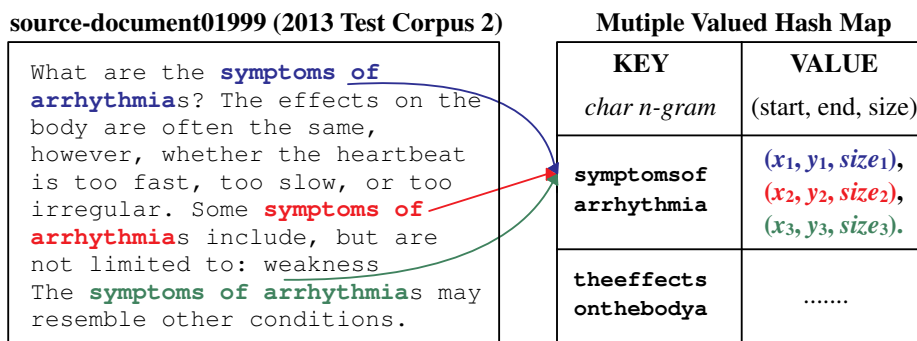 source-document01999 (2013 Test Corpus 2)
What are the symptoms of
arrhythmias? The effects on the
body are often the same,
however, whether the heartbeat
is too fast, too slow, or too
irregular. Some symptoms of
arrhythmias include, but are
not limited to: weakness
The symptoms of arrhythmias may
resemble other conditions.
Mutiple Valued Hash Map
KEY
char n-gram
VALUE
(start, end, size)
symptomsof
arrhythmia
(x₁, y₁, size₁),
(x₂, y₂, size₂),
(x₃, y₃, size₃).
theeffects
onthebodya
.......